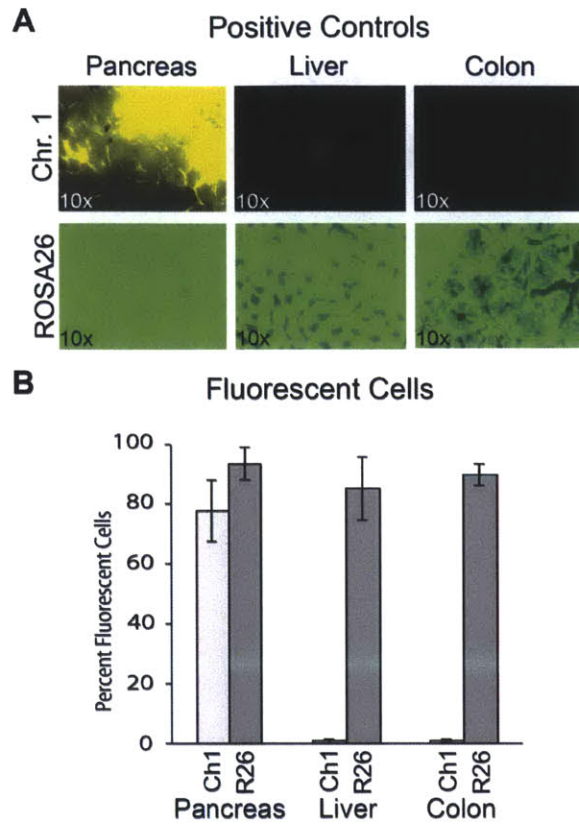 A
Positive Controls
Pancreas Liver Colon
Chr. 1
10x 10x 10x
ROSA26
10x 10x 10x
B
Fluorescent Cells
Percent Fluorescent Cells
100
80
60
40
20
0
Ch1 R26 Ch1 R26 Ch1 R26
Pancreas Liver Colon